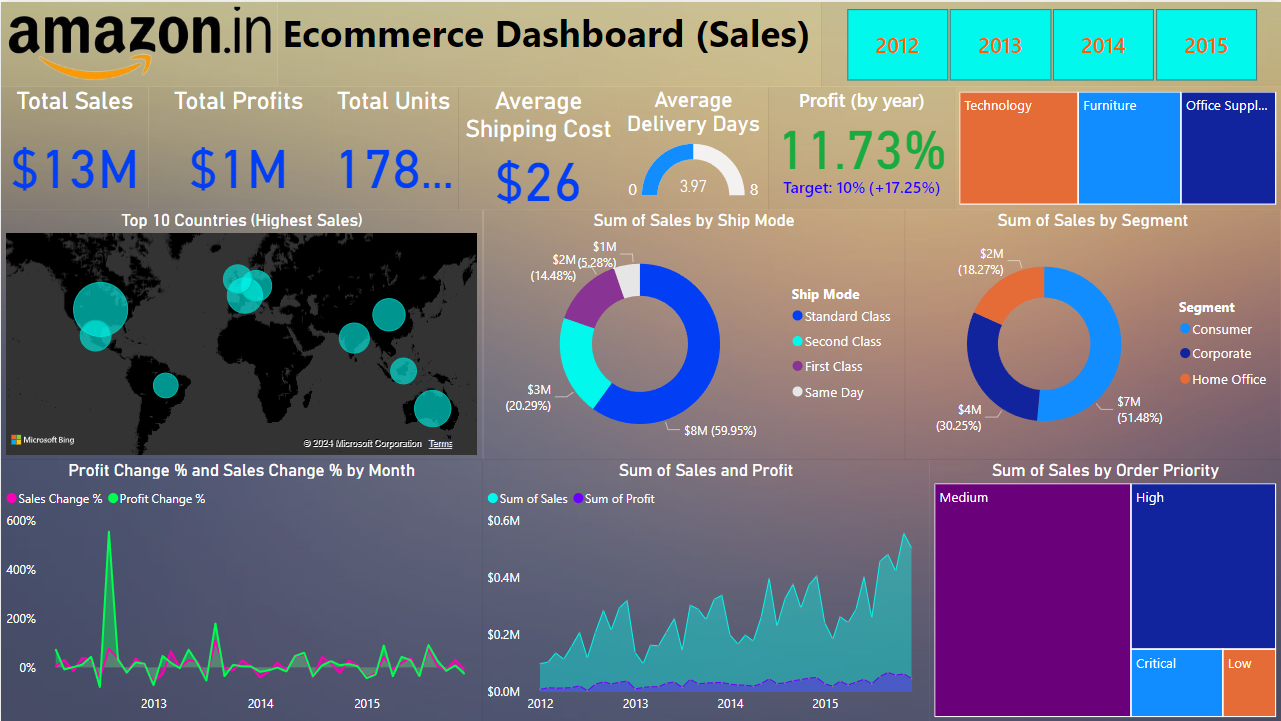 amazon.in
Ecommerce Dashboard (Sales)
2012
2013
2014
2015
Total Sales
$13M
Total Profits
$1M
Total Units
178...
Average
Shipping Cost
$26
Average
Delivery Days
0
3.97
8
Profit (by year)
11.73%
Target: 10% (+17.25%)
Technology
Furniture
Office Suppl...
Top 10 Countries (Highest Sales)
Microsoft Bing
© 2024 Microsoft Corporation Terms
Sum of Sales by Ship Mode
$1M
(5.28%)
$2M
(14.48%)
$3M
(20.29%)
$8M (59.95%)
Ship Mode
Standard Class
Second Class
First Class
Same Day
Sum of Sales by Segment
$2M
(18.27%)
$4M
(30.25%)
$7M
(51.48%)
Segment
Consumer
Corporate
Home Office
Profit Change % and Sales Change % by Month
Sales Change % Profit Change %
600%
400%
200%
0%
2013
2014
2015
Sum of Sales and Profit
Sum of Sales Sum of Profit
$0.6M
$0.4M
$0.2M
$0.0M
2012
2013
2014
2015
Sum of Sales by Order Priority
Medium
High
Critical
Low